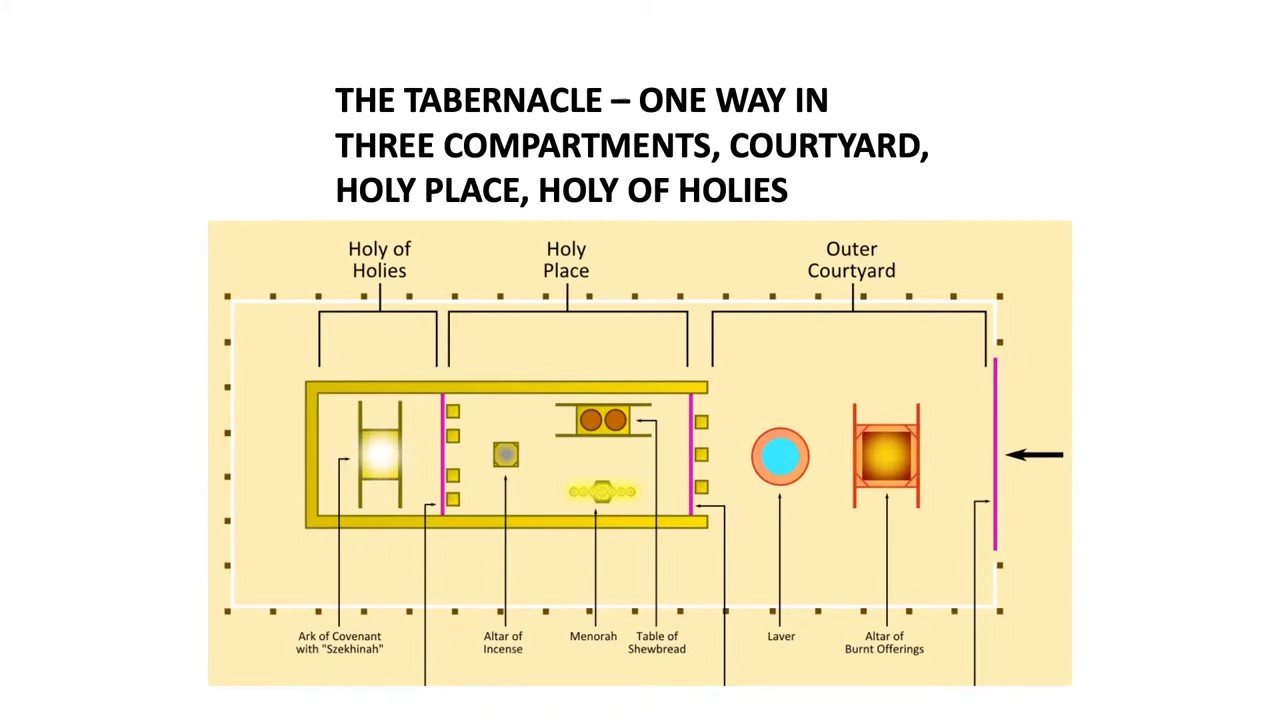 THE TABERNACLE – ONE WAY IN
THREE COMPARTMENTS, COURTYARD,
HOLY PLACE, HOLY OF HOLIES
Holy of
Holies
Holy
Place
Outer
Courtyard
Ark of Covenant
with "Szekhinah"
Altar of
Incense
Menorah
Table of
Shewbread
Laver
Altar of
Burnt Offerings